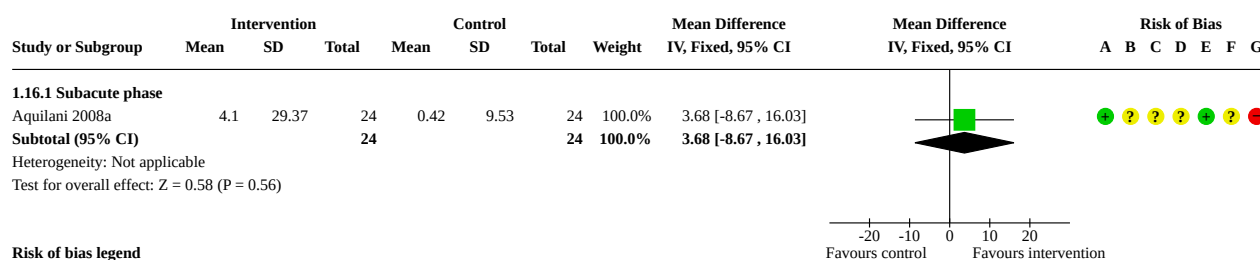 Intervention Control Mean Difference Mean Difference Risk of Bias
Study or Subgroup Mean SD Total Mean SD Total Weight IV, Fixed, 95% CI IV, Fixed, 95% CI A B C D E F G
1.16.1 Subacute phase
Aquilani 2008a 4.1 29.37 24 0.42 9.53 24 100.0% 3.68 [-8.67 , 16.03] + ? ? ? + ? −
Subtotal (95% CI) 24 24 100.0% 3.68 [-8.67 , 16.03]
Heterogeneity: Not applicable
Test for overall effect: Z = 0.58 (P = 0.56)
-20 -10 0 10 20
Favours control Favours intervention
Risk of bias legend